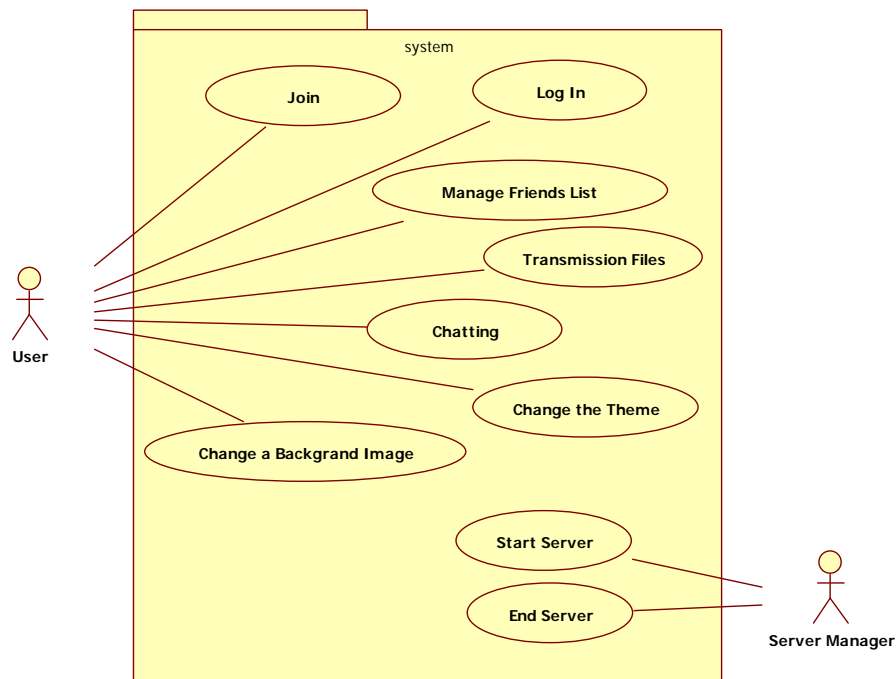 system
Join
Log In
Manage Friends List
Transmission Files
Chatting
User
Change the Theme
Change a Backgrand Image
Start Server
End Server
Server Manager